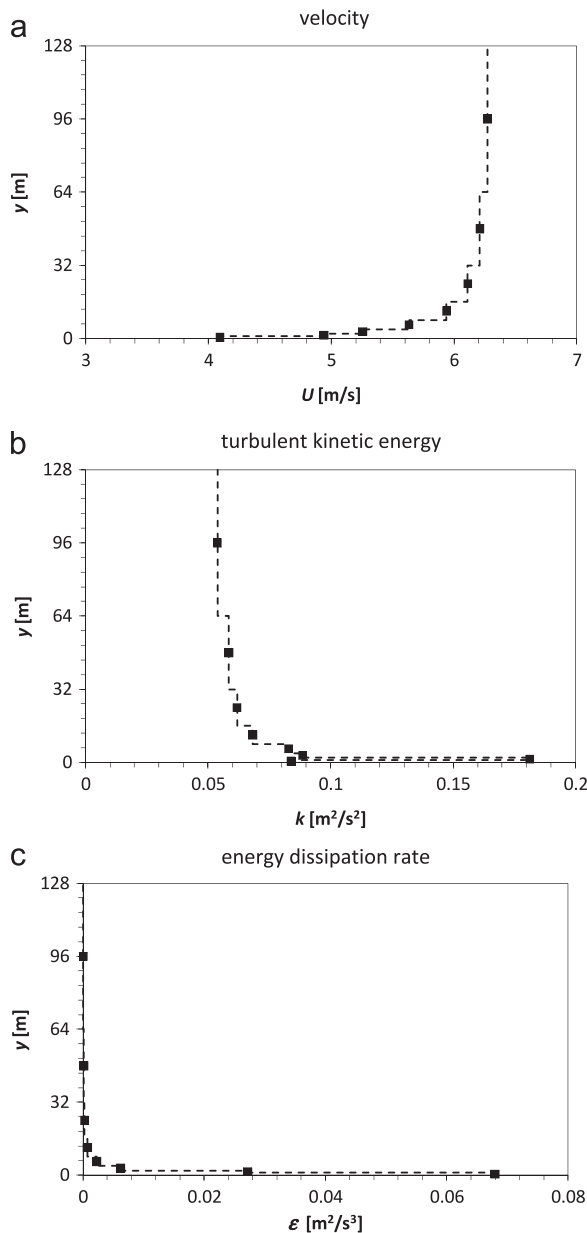 a
velocity
128
96
64
32
0
y [m]
3 4 5 6 7
U [m/s]
b
turbulent kinetic energy
128
96
64
32
0
y [m]
0 0.05 0.1 0.15 0.2
k [m²/s²]
c
energy dissipation rate
128
96
64
32
0
y [m]
0 0.02 0.04 0.06 0.08
ε [m²/s³]